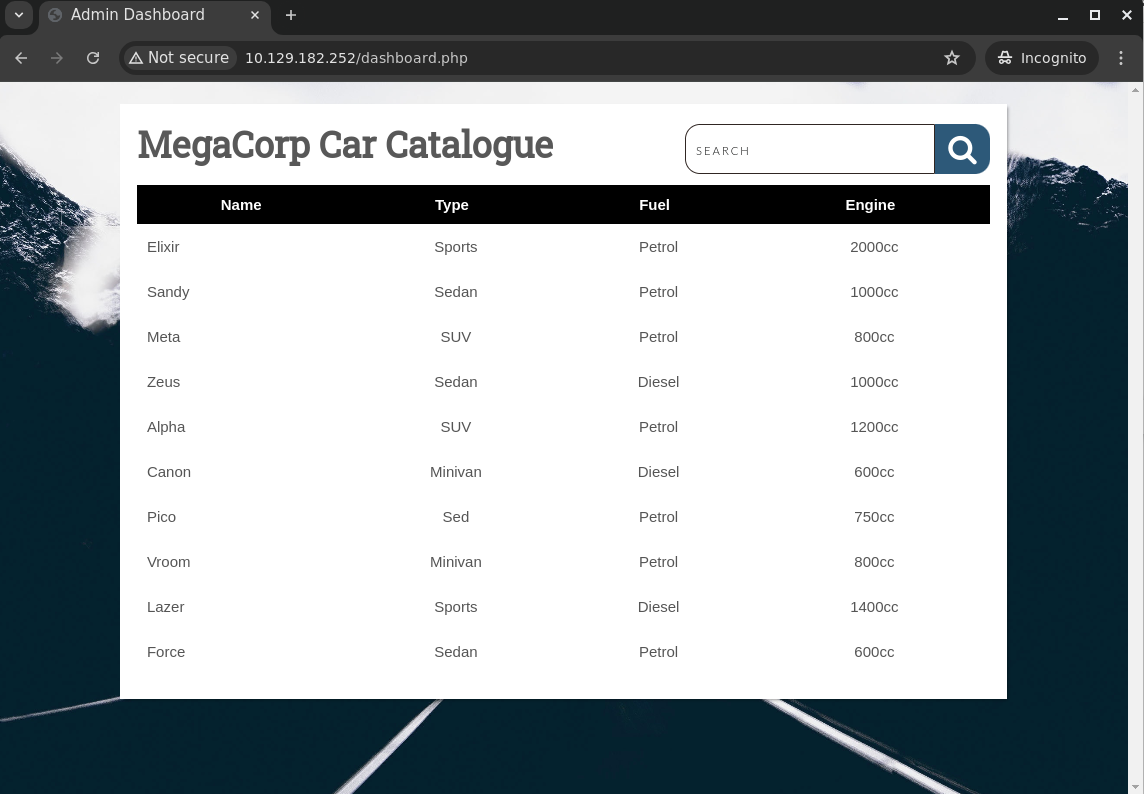 Admin Dashboard
Not secure 10.129.182.252/dashboard.php Incognito
MegaCorp Car Catalogue
SEARCH
Name Type Fuel Engine
Elixir Sports Petrol 2000cc
Sandy Sedan Petrol 1000cc
Meta SUV Petrol 800cc
Zeus Sedan Diesel 1000cc
Alpha SUV Petrol 1200cc
Canon Minivan Diesel 600cc
Pico Sed Petrol 750cc
Vroom Minivan Petrol 800cc
Lazer Sports Diesel 1400cc
Force Sedan Petrol 600cc